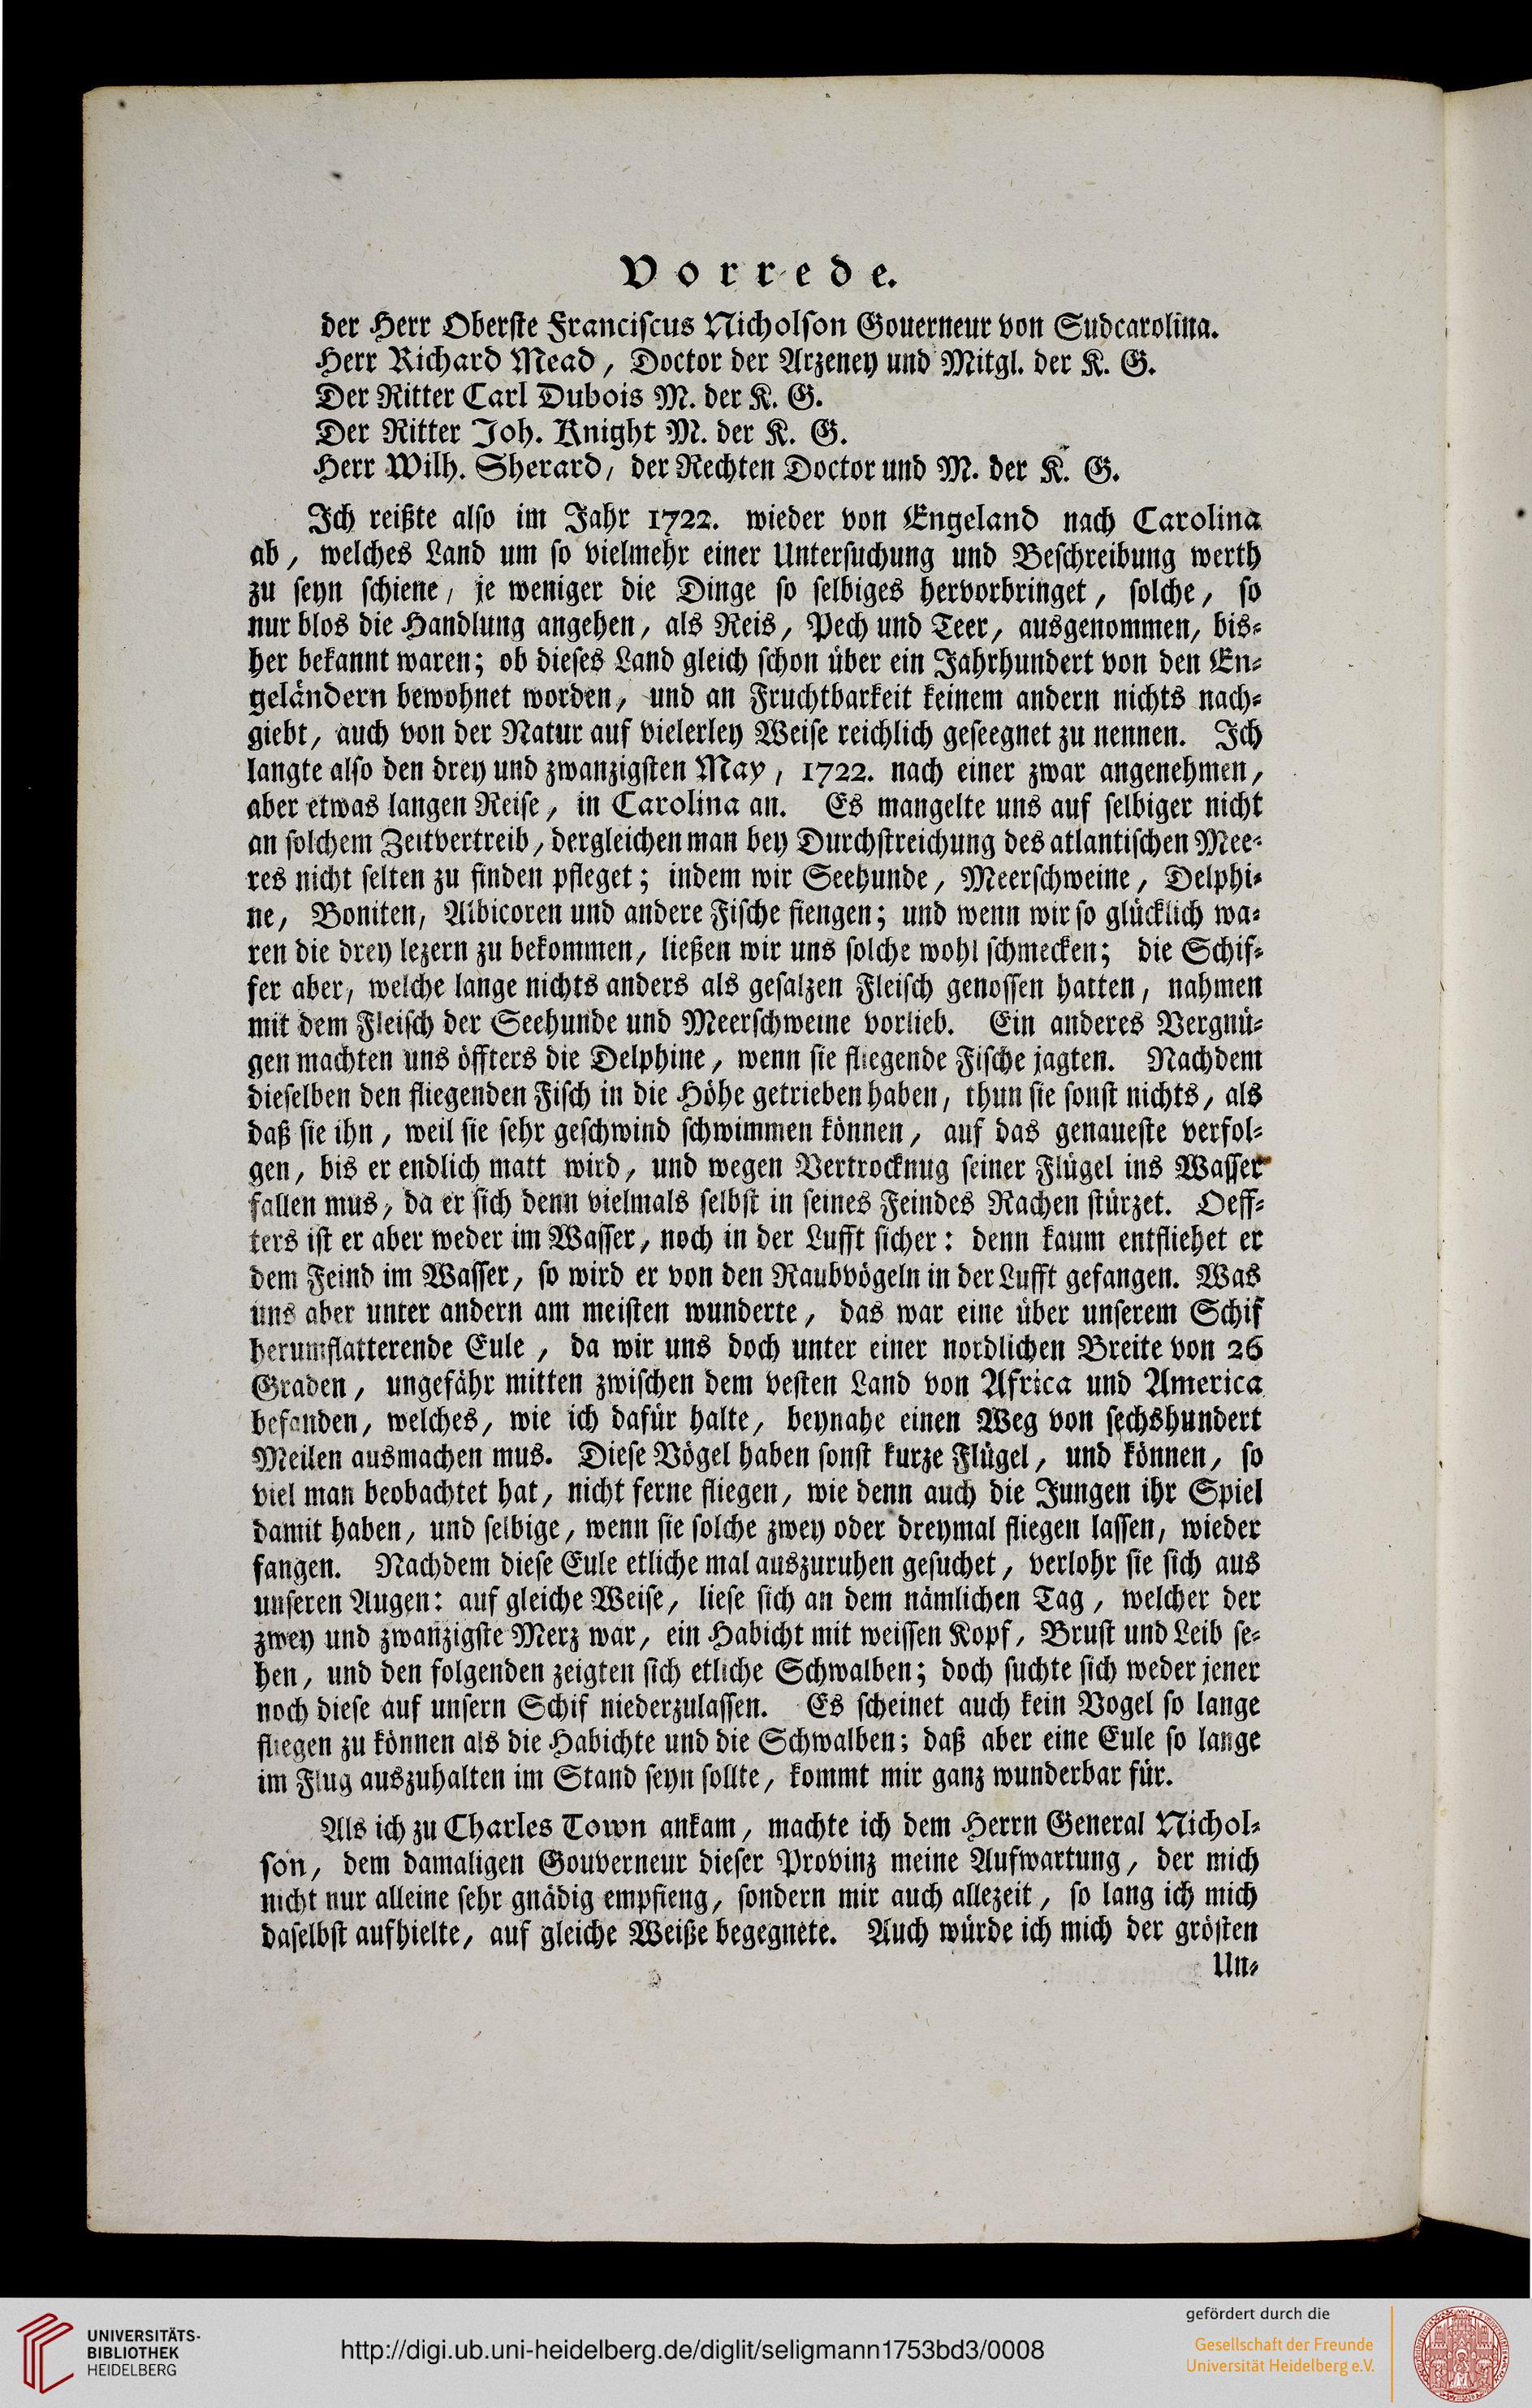 Vorrede.
der Herr Oberste Franciscus Nicholson Gouerneur von Sudcarolina.
Herr Richard Mead, Doctor der Arzeney und Mitgl. der K. G.
Der Ritter Carl Dubois M. der K. G.
Der Ritter Joh. Knight M. der K. G.
Herr Wilh. Sherard, der Rechten Doctor und M. der K. G.
Ich reißte also im Jahr 1722. wieder von Engeland nach Carolina
ab, welches Land um so vielmehr einer Untersuchung und Beschreibung werth
zu seyn schiene, je weniger die Dinge so selbiges hervorbringet, solche, so
nur blos die Handlung angehen, als Reis, Pech und Teer, ausgenommen, bis-
her bekannt waren; ob dieses Land gleich schon über ein Jahrhundert von den En-
geländern bewohnet worden, und an Fruchtbarkeit keinem andern nichts nach-
giebt, auch von der Natur auf vielerley Weise reichlich geseegnet zu nennen. Ich
langte also den drey und zwanzigsten May, 1722. nach einer zwar angenehmen,
aber etwas langen Reise, in Carolina an. Es mangelte uns auf selbiger nicht
an solchem Zeitvertreib, dergleichen man bey Durchstreichung des atlantischen Mee-
res nicht selten zu finden pfleget; indem wir Seehunde, Meerschweine, Delphi-
ne, Boniten, Albicoren und andere Fische fiengen; und wenn wir so glücklich wa-
ren die drey lezern zu bekommen, ließen wir uns solche wohl schmecken; die Schif-
fer aber, welche lange nichts anders als gesalzen Fleisch genossen hatten, nahmen
mit dem Fleisch der Seehunde und Meerschweine vorlieb. Ein anderes Vergnü-
gen machten uns öffters die Delphine, wenn sie fliegende Fische jagten. Nachdem
dieselben den fliegenden Fisch in die Höhe getrieben haben, thun sie sonst nichts, als
daß sie ihn, weil sie sehr geschwind schwimmen können, auf das genaueste verfol-
gen, bis er endlich matt wird, und wegen Vertrocknug seiner Flügel ins Wasser
fallen mus, da er sich denn vielmals selbst in seines Feindes Rachen stürzet. Oeff-
ters ist er aber weder im Wasser, noch in der Lufft sicher: denn kaum entfliehet er
dem Feind im Wasser, so wird er von den Raubvögeln in der Lufft gefangen. Was
uns aber unter andern am meisten wunderte, das war eine über unserem Schif
herumflatterende Eule, da wir uns doch unter einer nordlichen Breite von 26
Graden, ungefähr mitten zwischen dem vesten Land von Africa und America
befanden, welches, wie ich dafür halte, beynahe einen Weg von sechshundert
Meilen ausmachen mus. Diese Vögel haben sonst kurze Flügel, und können, so
viel man beobachtet hat, nicht ferne fliegen, wie denn auch die Jungen ihr Spiel
damit haben, und selbige, wenn sie solche zwey oder dreymal fliegen lassen, wieder
fangen. Nachdem diese Eule etliche mal auszuruhen gesuchet, verlohr sie sich aus
unseren Augen: auf gleiche Weise, liese sich an dem nämlichen Tag, welcher der
zwey und zwanzigste Merz war, ein Habicht mit weissen Kopf, Brust und Leib se-
hen, und den folgenden zeigten sich etliche Schwalben; doch suchte sich weder jener
noch diese auf unsern Schif niederzulassen. Es scheinet auch kein Vogel so lange
fliegen zu können als die Habichte und die Schwalben; daß aber eine Eule so lange
im Flug auszuhalten im Stand seyn sollte, kommt mir ganz wunderbar für.
Als ich zu Charles Town ankam, machte ich dem Herrn General Nichol-
son, dem damaligen Gouverneur dieser Provinz meine Aufwartung, der mich
nicht nur alleine sehr gnädig empfieng, sondern mir auch allezeit, so lang ich mich
daselbst aufhielte, auf gleiche Weiße begegnete. Auch würde ich mich der grösten
Un-
UNIVERSITÄTS-
BIBLIOTHEK
HEIDELBERG
http://digi.ub.uni-heidelberg.de/diglit/seligmann1753bd3/0008
gefördert durch die
Gesellschaft der Freunde
Universität Heidelberg e.V.